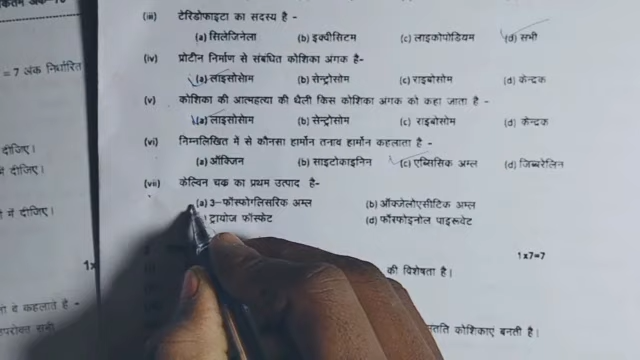 (iii) टेरिडोफाइटा का सदस्य है -
(a) सिलेजिनेला (b) इक्वीसिटम (c) लाइकोपोडियम (d) सभी
= 7 अंक निर्धारित (iv) प्रोटीन निर्माण से संबंधित कोशिका अंगक है-
(a) लाइसोसोम (b) सेन्ट्रोसोम (c) राइबोसोम (d) केन्द्रक
(v) कोशिका की आत्महत्या की थैली किस कोशिका अंगक को कहा जाता है -
(a) लाइसोसोम (b) सेन्ट्रोसोम (c) राइबोसोम (d) केन्द्रक
दीजिए। (vi) निम्नलिखित में से कौनसा हार्मोन तनाव हार्मोन कहलाता है -
दीजिए। (a) ऑक्जिन (b) साइटोकाइनिन (c) एब्सिसिक अम्ल (d) जिब्बरेलिन
(vii) केल्विन चक्र का प्रथम उत्पाद है-
में दीजिए। (a) 3-फॉस्फोग्लिसरिक अम्ल (b) ऑक्जेलोएसीटिक अम्ल
ट्रायोज फॉस्फेट (d) फॉस्फोइनोल पाइरूवेट
1x7=7
की विशेषता है।
कहलाते है -
कोशिकाएं बनती है।